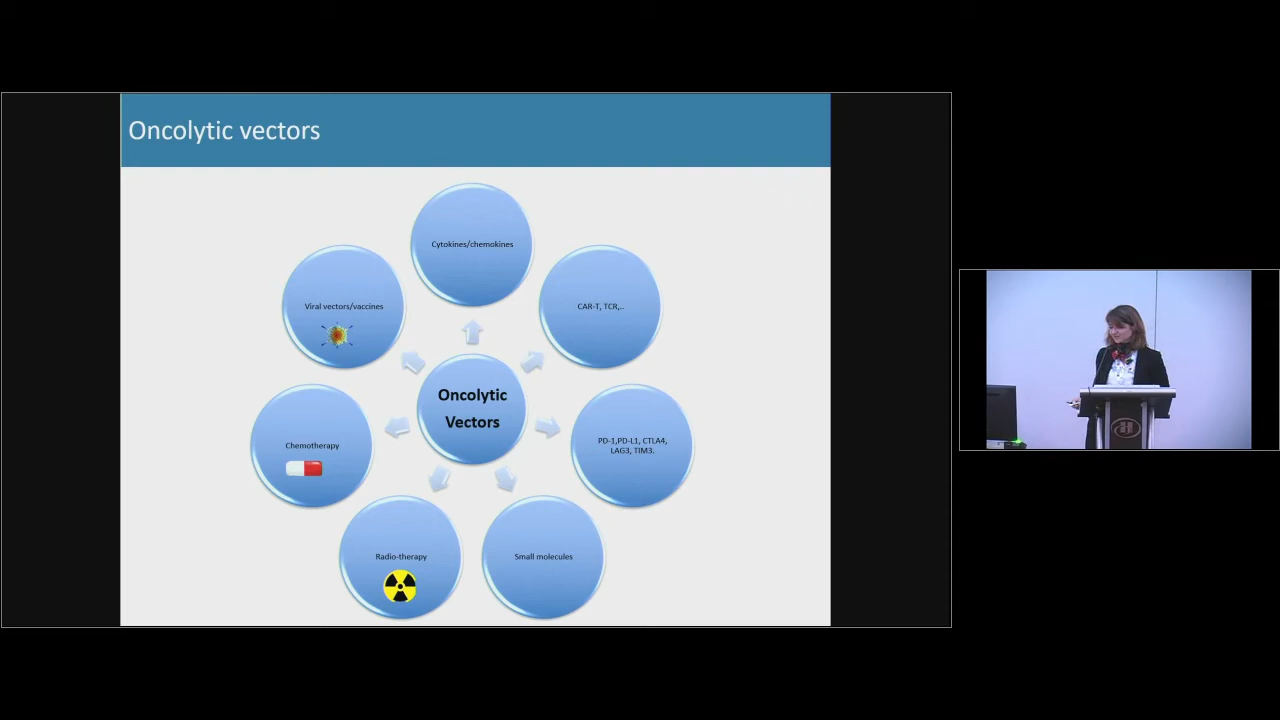 Oncolytic vectors
Cytokines/chemokines
CAR-T, TCR,..
PD-1,PD-L1, CTLA4,
LAG3, TIM3.
Small molecules
Radio-therapy
Chemotherapy
Viral vectors/vaccines
Oncolytic
Vectors